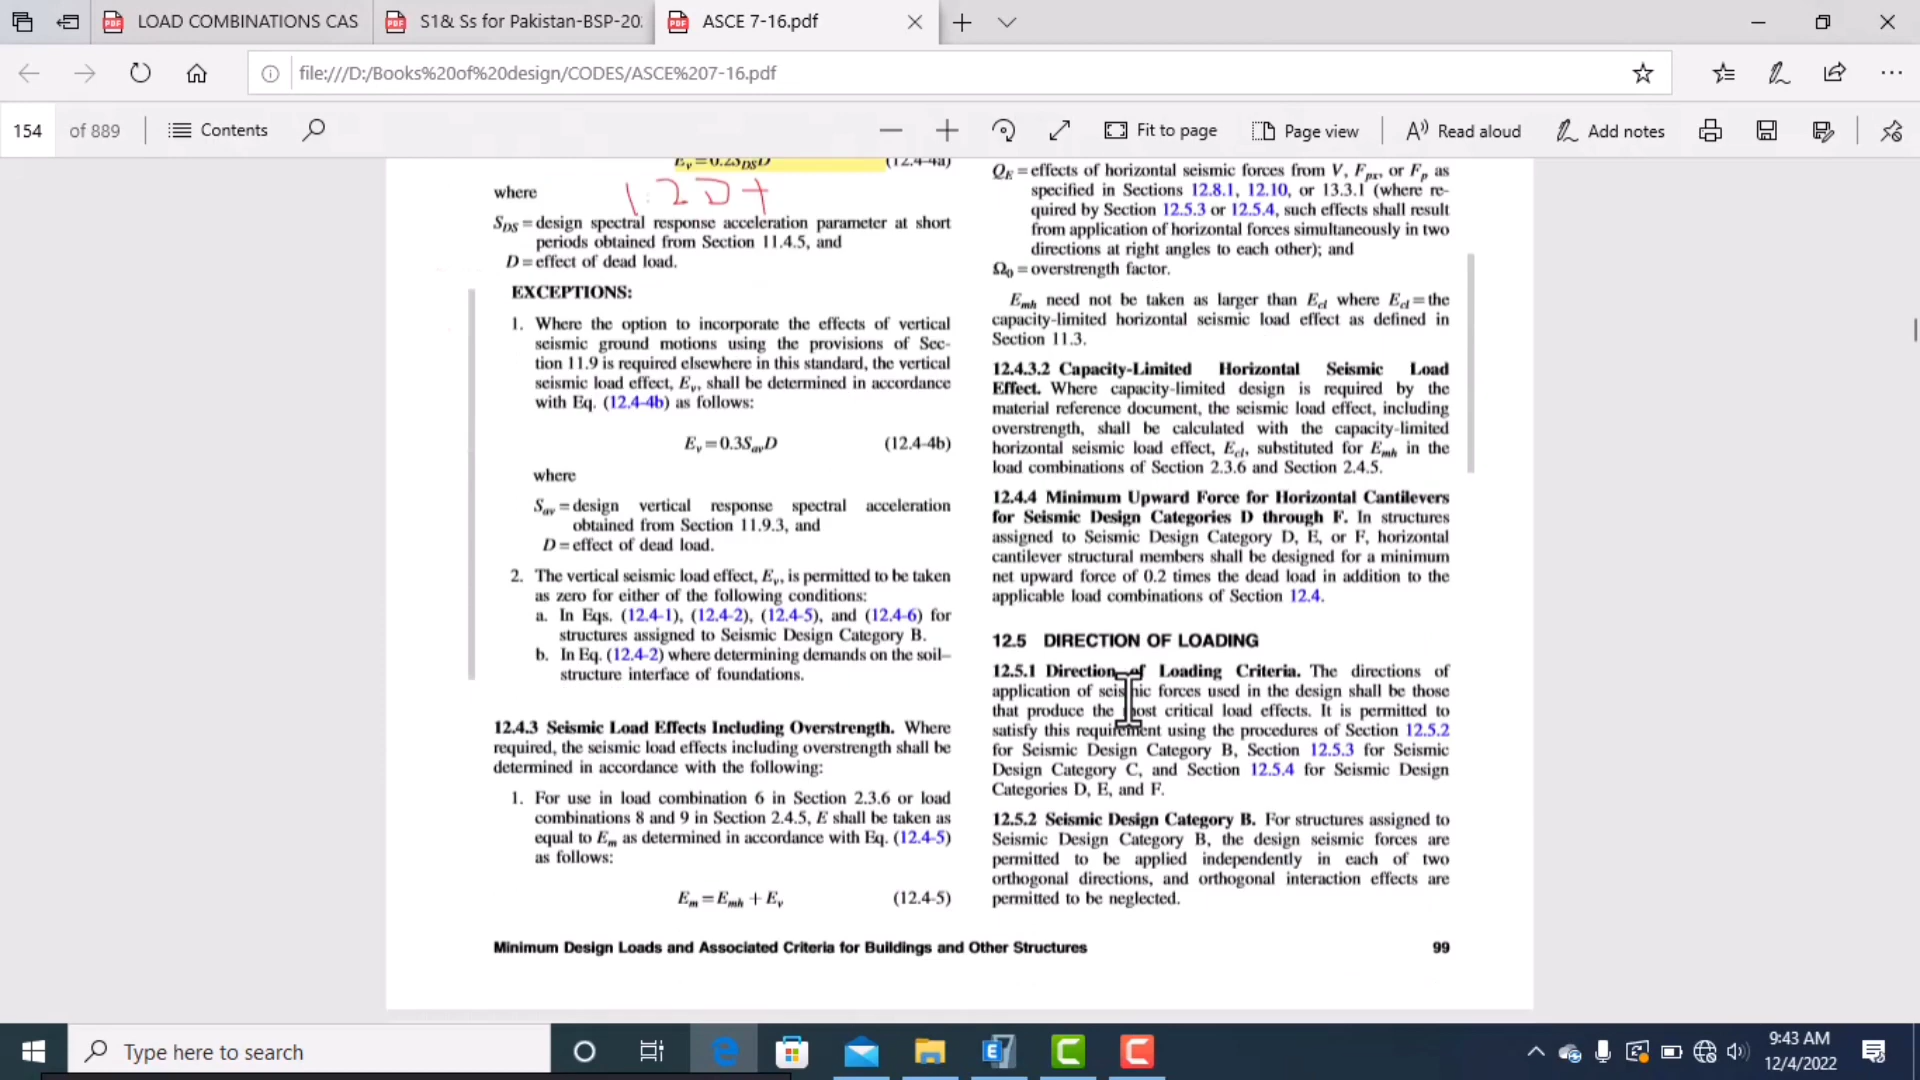 LOAD COMBINATIONS CAS
S1& Ss for Pakistan-BSP-20
ASCE 7-16.pdf
file:///D:/Books%20of%20design/CODES/ASCE%207-16.pdf
154 of 889
Contents
Fit to page
Page view
Read aloud
Add notes
Ev = 0.2SDSD (12.4-4a)
1.2D+
where
SDS = design spectral response acceleration parameter at short
periods obtained from Section 11.4.5, and
D = effect of dead load.
EXCEPTIONS:
1. Where the option to incorporate the effects of vertical
seismic ground motions using the provisions of Sec-
tion 11.9 is required elsewhere in this standard, the vertical
seismic load effect, Ev, shall be determined in accordance
with Eq. (12.4-4b) as follows:
Ev = 0.3SavD (12.4-4b)
where
Sav = design vertical response spectral acceleration
obtained from Section 11.9.3, and
D = effect of dead load.
2. The vertical seismic load effect, Ev, is permitted to be taken
as zero for either of the following conditions:
a. In Eqs. (12.4-1), (12.4-2), (12.4-5), and (12.4-6) for
structures assigned to Seismic Design Category B.
b. In Eq. (12.4-2) where determining demands on the soil–
structure interface of foundations.
12.4.3 Seismic Load Effects Including Overstrength. Where
required, the seismic load effects including overstrength shall be
determined in accordance with the following:
1. For use in load combination 6 in Section 2.3.6 or load
combinations 8 and 9 in Section 2.4.5, E shall be taken as
equal to Em as determined in accordance with Eq. (12.4-5)
as follows:
Em = Emh + Ev (12.4-5)
QE = effects of horizontal seismic forces from V, Fpx, or Fp as
specified in Sections 12.8.1, 12.10, or 13.3.1 (where re-
quired by Section 12.5.3 or 12.5.4, such effects shall result
from application of horizontal forces simultaneously in two
directions at right angles to each other); and
Ω0 = overstrength factor.
Emh need not be taken as larger than Ecl where Ecl = the
capacity-limited horizontal seismic load effect as defined in
Section 11.3.
12.4.3.2 Capacity-Limited Horizontal Seismic Load
Effect. Where capacity-limited design is required by the
material reference document, the seismic load effect, including
overstrength, shall be calculated with the capacity-limited
horizontal seismic load effect, Ecl, substituted for Emh in the
load combinations of Section 2.3.6 and Section 2.4.5.
12.4.4 Minimum Upward Force for Horizontal Cantilevers
for Seismic Design Categories D through F. In structures
assigned to Seismic Design Category D, E, or F, horizontal
cantilever structural members shall be designed for a minimum
net upward force of 0.2 times the dead load in addition to the
applicable load combinations of Section 12.4.
12.5 DIRECTION OF LOADING
12.5.1 Direction of Loading Criteria. The directions of
application of seismic forces used in the design shall be those
that produce the most critical load effects. It is permitted to
satisfy this requirement using the procedures of Section 12.5.2
for Seismic Design Category B, Section 12.5.3 for Seismic
Design Category C, and Section 12.5.4 for Seismic Design
Categories D, E, and F.
12.5.2 Seismic Design Category B. For structures assigned to
Seismic Design Category B, the design seismic forces are
permitted to be applied independently in each of two
orthogonal directions, and orthogonal interaction effects are
permitted to be neglected.
Minimum Design Loads and Associated Criteria for Buildings and Other Structures 99
Type here to search
9:43 AM
12/4/2022